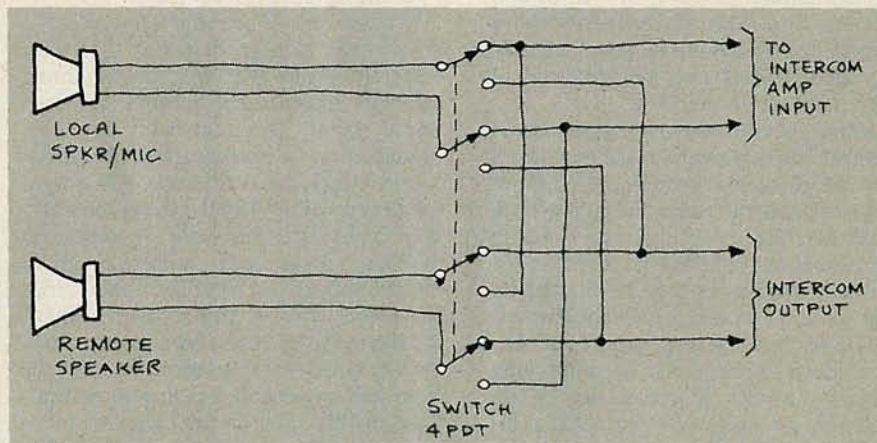 LOCAL
SPKR/MIC
TO
INTERCOM
AMP
INPUT
REMOTE
SPEAKER
INTERCOM
OUTPUT
SWITCH
4PDT